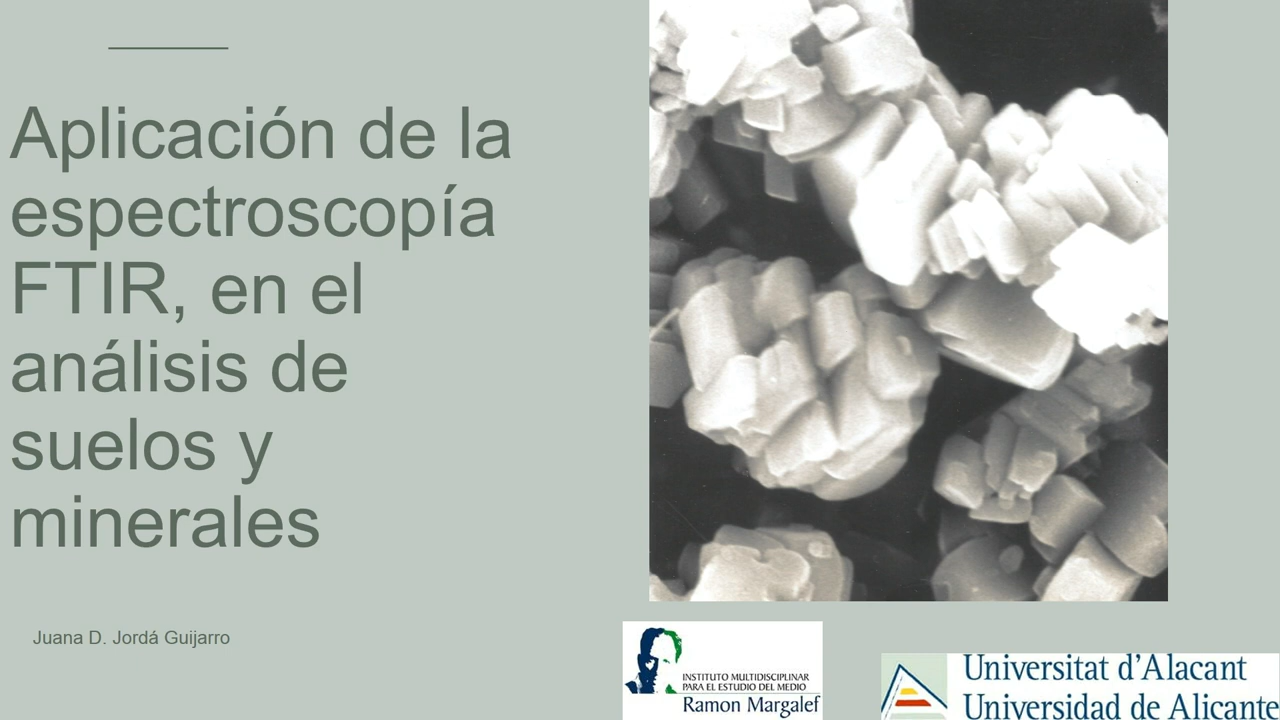 Aplicación de la
espectroscopía
FTIR, en el
análisis de
suelos y
minerales
Juana D. Jordá Guijarro
INSTITUTO MULTIDISCIPLINAR
PARA EL ESTUDIO DEL MEDIO
Ramon Margalef
Universitat d'Alacant
Universidad de Alicante